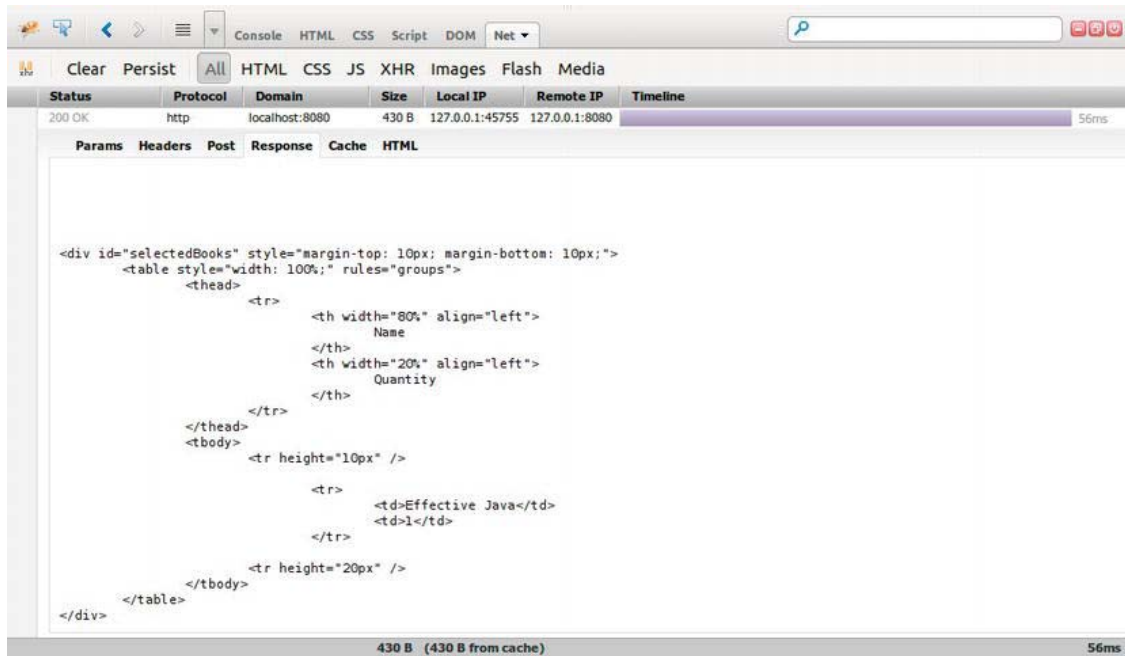 Console HTML CSS Script DOM Net
Clear Persist All HTML CSS JS XHR Images Flash Media
Status Protocol Domain Size Local IP Remote IP Timeline
200 OK http localhost:8080 430 B 127.0.0.1:45755 127.0.0.1:8080 56ms
Params Headers Post Response Cache HTML
<div id="selectedBooks" style="margin-top: 10px; margin-bottom: 10px;">
<table style="width: 100%;" rules="groups">
<thead>
<tr>
<th width="80%" align="left">
Name
</th>
<th width="20%" align="left">
Quantity
</th>
</tr>
</thead>
<tbody>
<tr height="10px" />
<tr>
<td>Effective Java</td>
<td>1</td>
</tr>
<tr height="20px" />
</tbody>
</table>
</div>
430 B (430 B from cache) 56ms